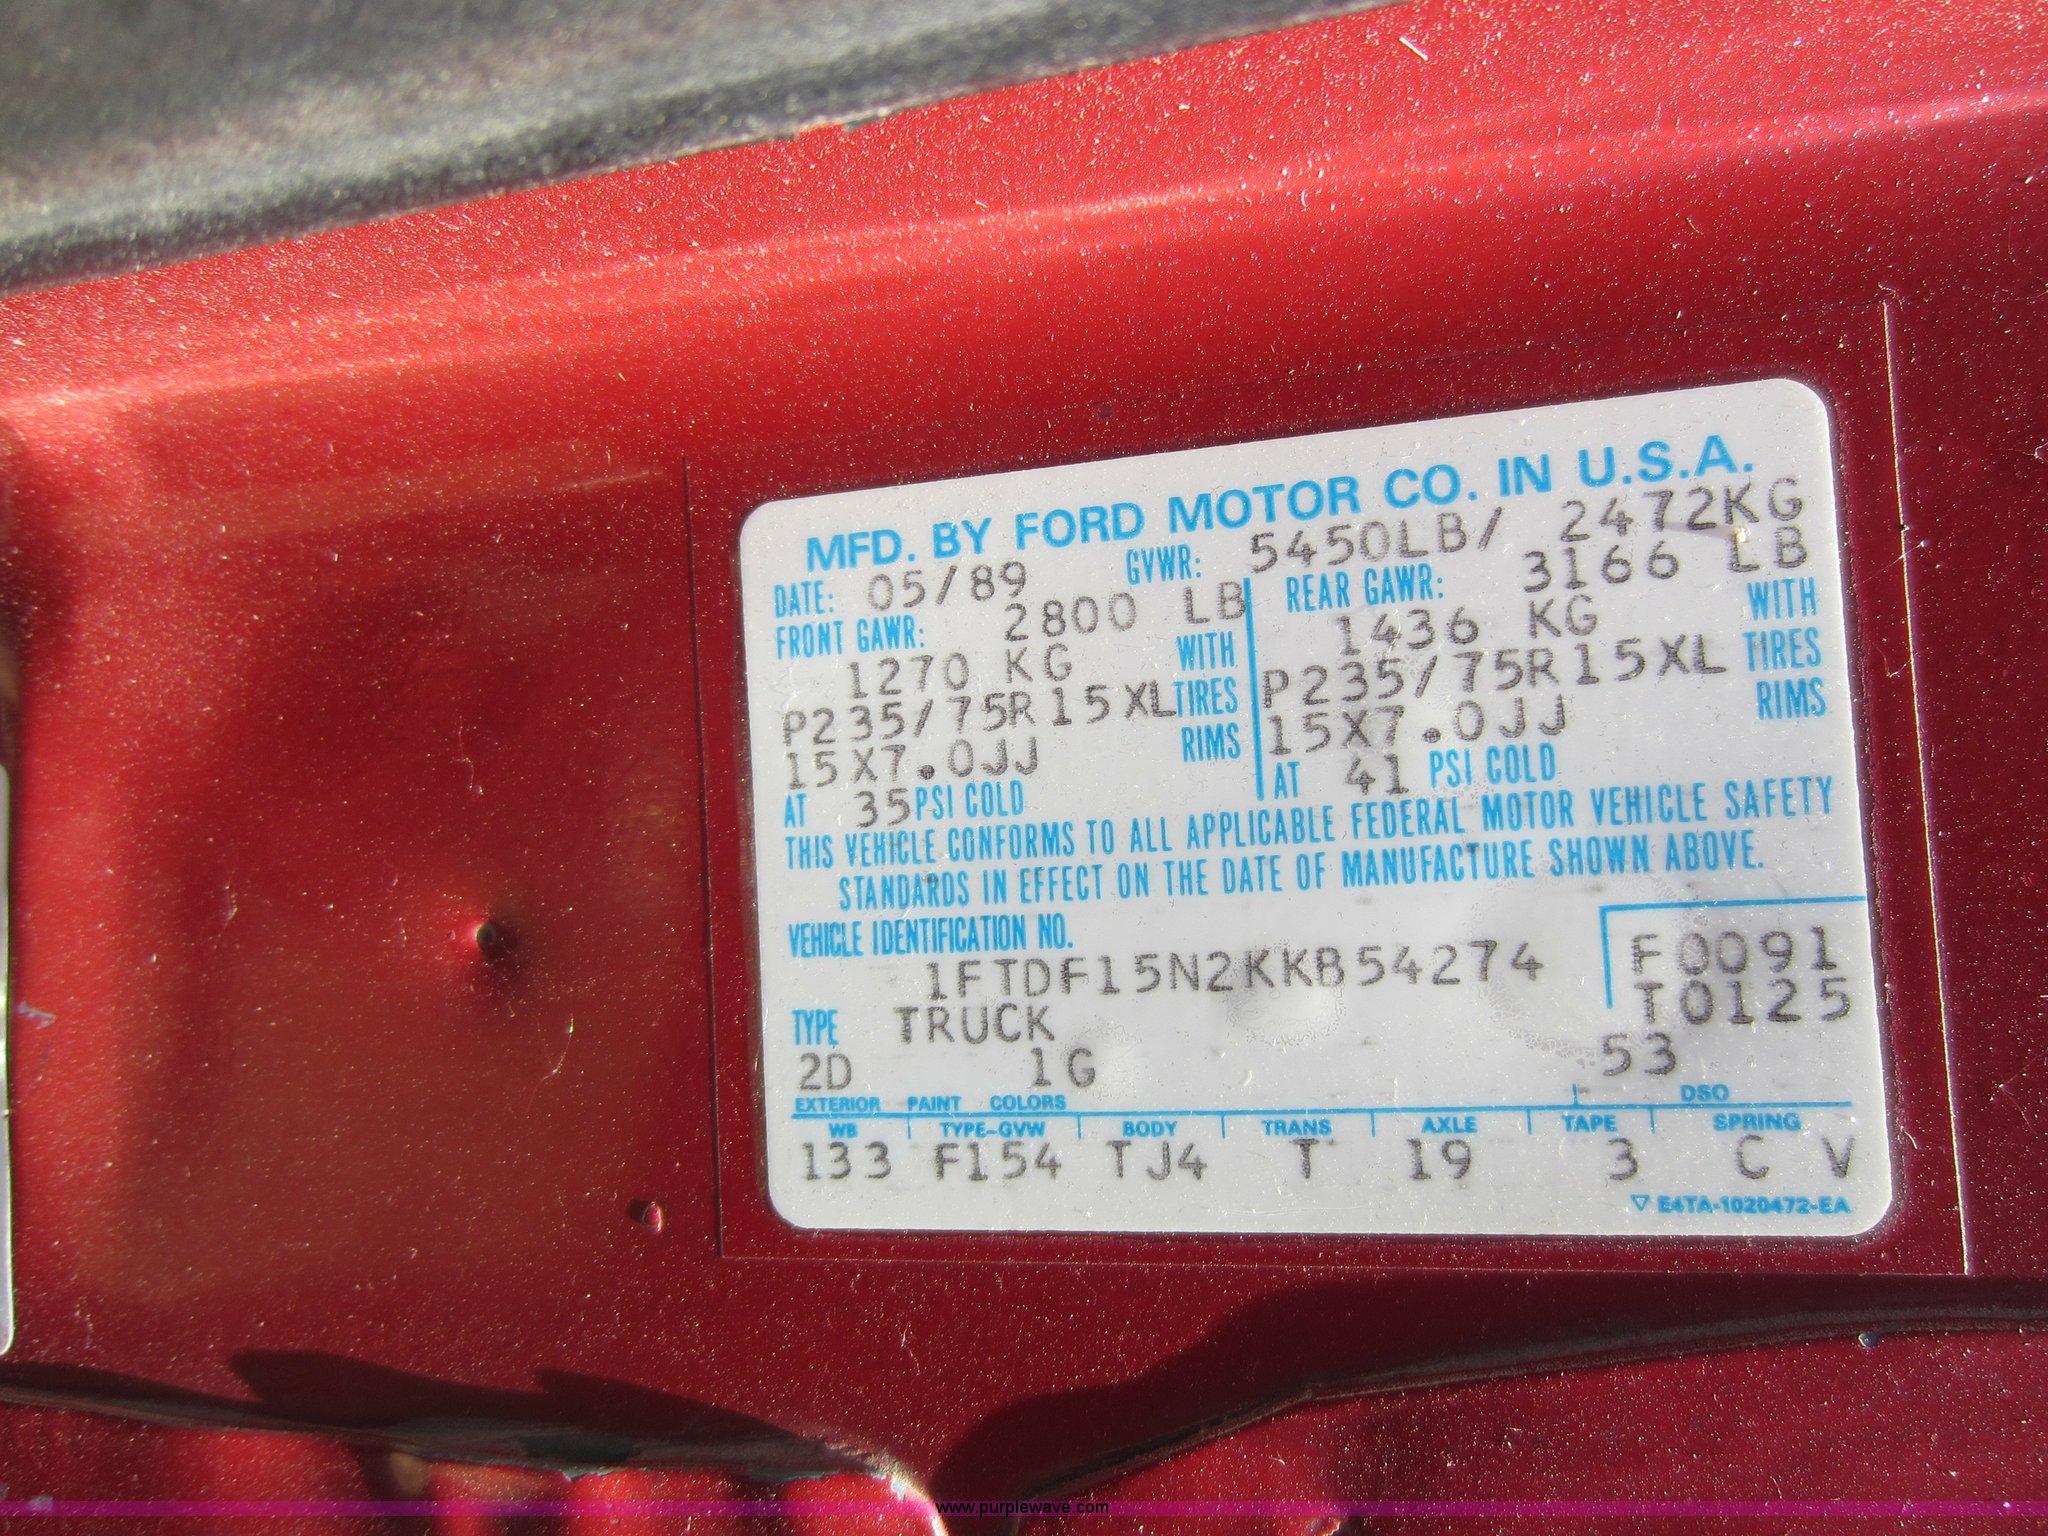 MFD. BY FORD MOTOR CO. IN U.S.A.
DATE: 05/89 GVWR: 5450LB/ 2472KG
FRONT GAWR: 2800 LB REAR GAWR: 3166 LB
1270 KG WITH 1436 KG WITH
P235/75R15XL TIRES P235/75R15XL TIRES
15X7.0JJ RIMS 15X7.0JJ RIMS
AT 35 PSI COLD AT 41 PSI COLD
THIS VEHICLE CONFORMS TO ALL APPLICABLE FEDERAL MOTOR VEHICLE SAFETY
STANDARDS IN EFFECT ON THE DATE OF MANUFACTURE SHOWN ABOVE.
VEHICLE IDENTIFICATION NO.
1FTDF15N2KKB54274 F0091
TYPE TRUCK T0125
2D 1G 53
EXTERIOR PAINT COLORS DSO
WB TYPE-GVW BODY TRANS AXLE TAPE SPRING
133 F154 TJ4 T 19 3 C V
▽ E4TA-1020472-EA
www.purplewave.com